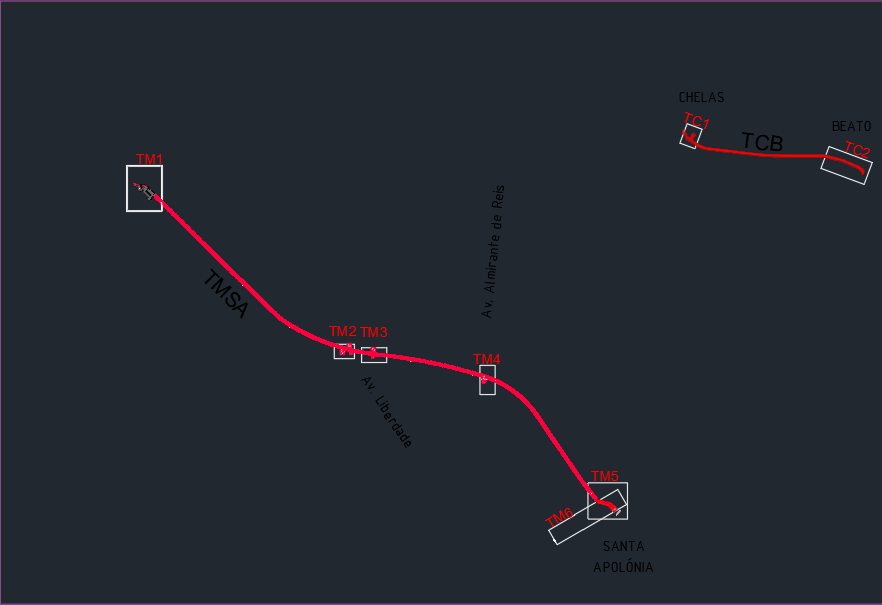 CHELAS
TC1
TCB
BEATO
TC2
TM1
TMSA
Av. Almirante de Reis
TM2
TM3
TM4
Av. Liberdade
TM5
TM6
SANTA
APOLÓNIA